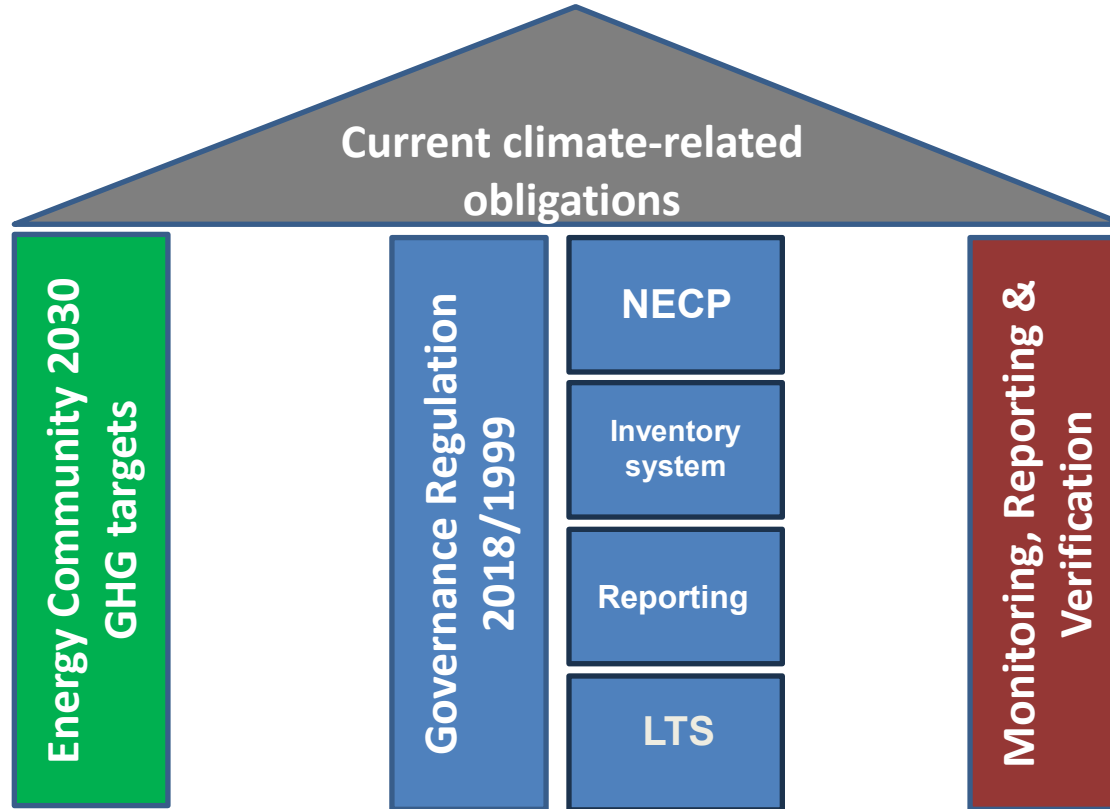 Current climate-related
obligations
Energy Community 2030
GHG targets
Governance Regulation
2018/1999
NECP
Inventory
system
Reporting
LTS
Monitoring, Reporting &
Verification